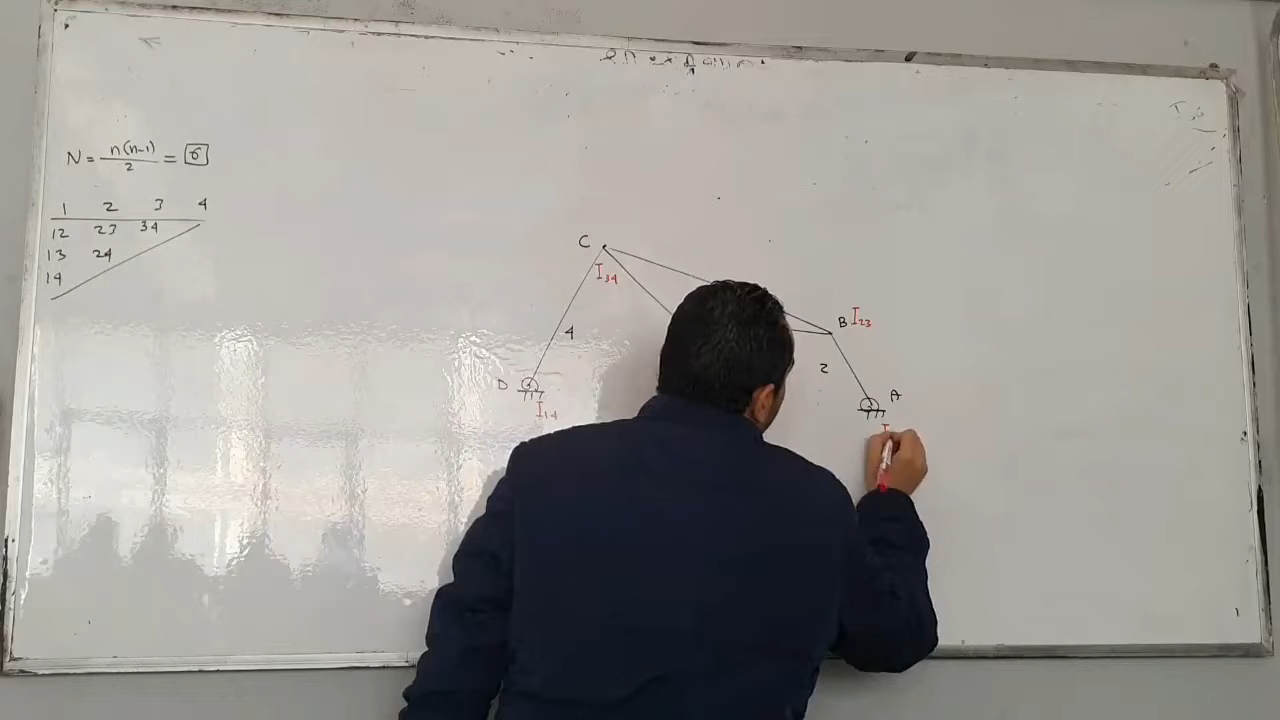 N = n(n-1)/2 = 6
1 2 3 4
12 23 34
13 24
14
C
I34
B I23
4
2
D
A
I14
I